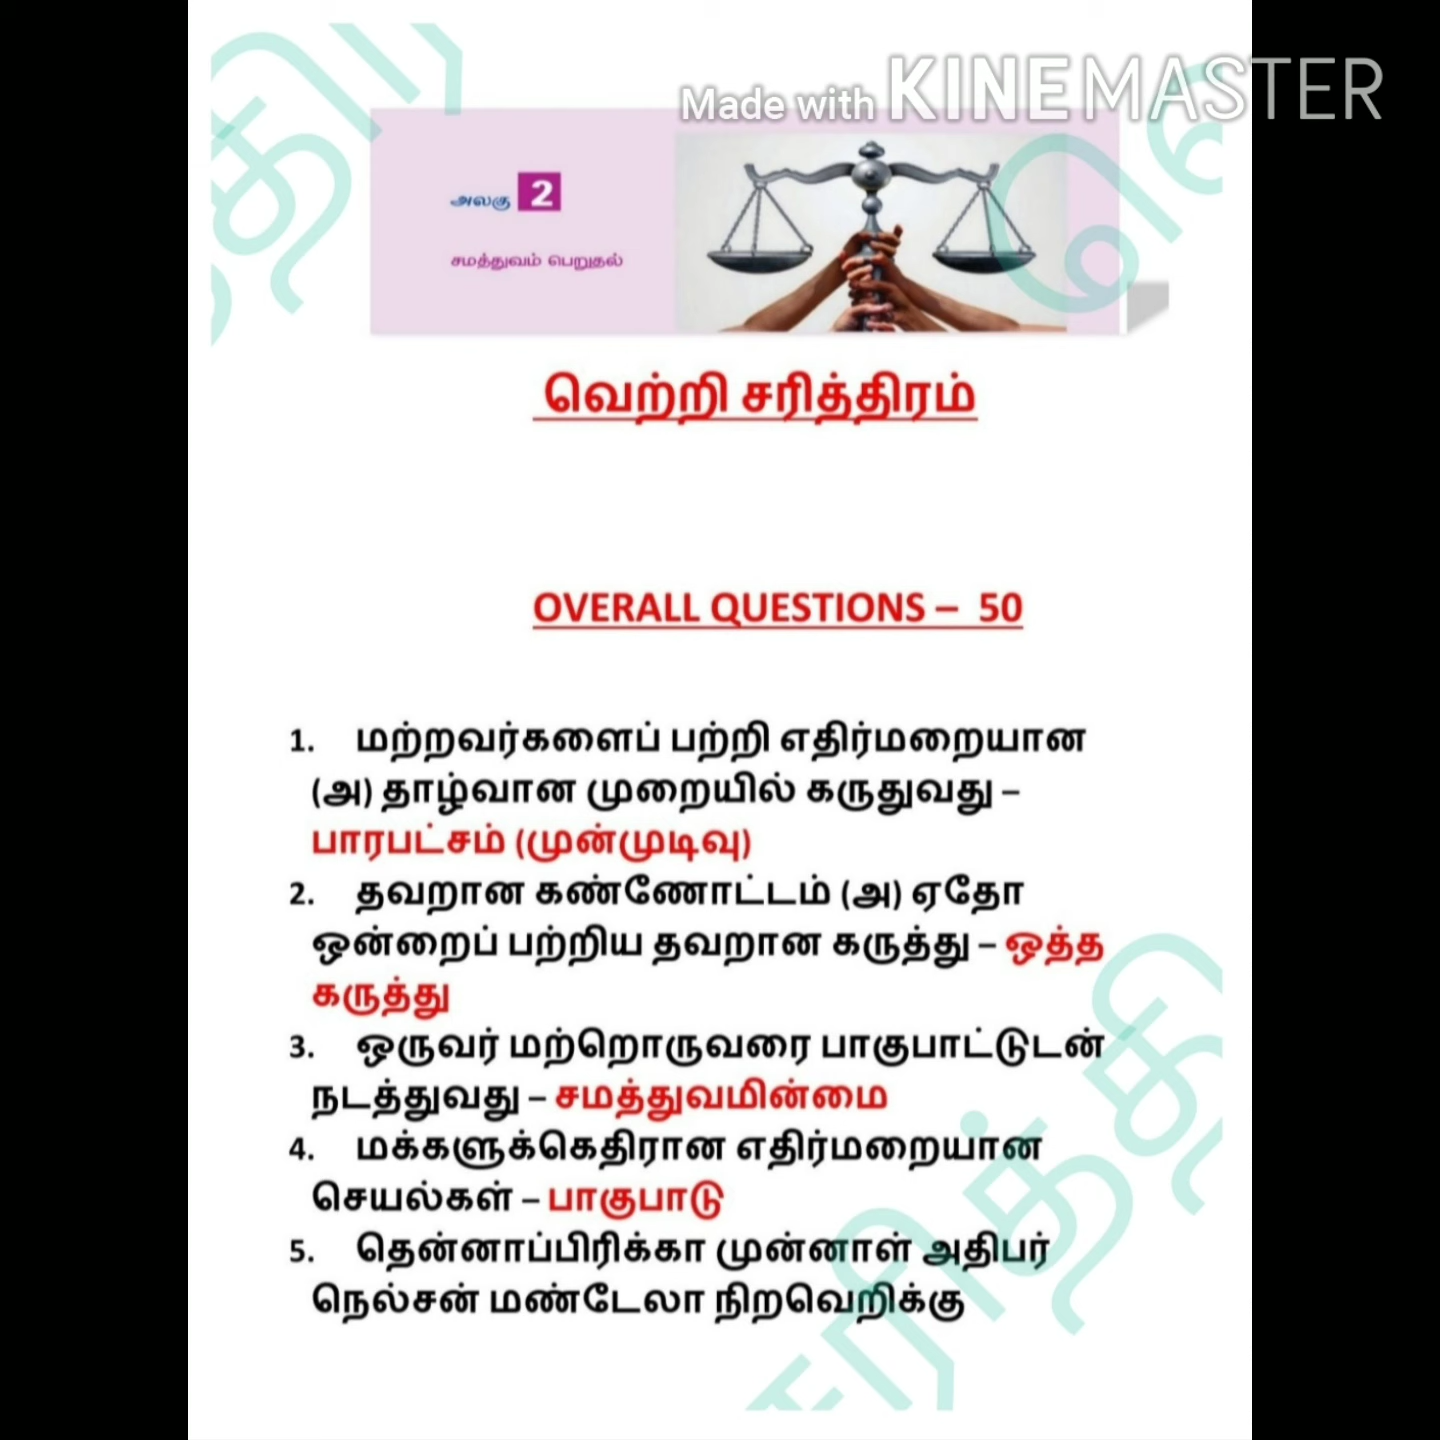 Made with KINEMASTER
அலகு 2
சமத்துவம் பெறுதல்
வெற்றி சரித்திரம்
OVERALL QUESTIONS – 50
1. மற்றவர்களைப் பற்றி எதிர்மறையான
(அ) தாழ்வான முறையில் கருதுவது –
பாரபட்சம் (முன்முடிவு)
2. தவறான கண்ணோட்டம் (அ) ஏதோ
ஒன்றைப் பற்றிய தவறான கருத்து – ஒத்த
கருத்து
3. ஒருவர் மற்றொருவரை பாகுபாட்டுடன்
நடத்துவது – சமத்துவமின்மை
4. மக்களுக்கெதிரான எதிர்மறையான
செயல்கள் – பாகுபாடு
5. தென்னாப்பிரிக்கா முன்னாள் அதிபர்
நெல்சன் மண்டேலா நிறவெறிக்கு